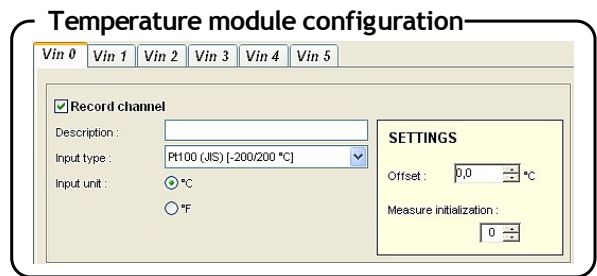 Temperature module configuration
Vin 0 Vin 1 Vin 2 Vin 3 Vin 4 Vin 5
Record channel
Description :
Input type : Pt100 (JIS) [-200/200 °C]
Input unit : °C
°F
SETTINGS
Offset : 0,0 °C
Measure initialization :
0